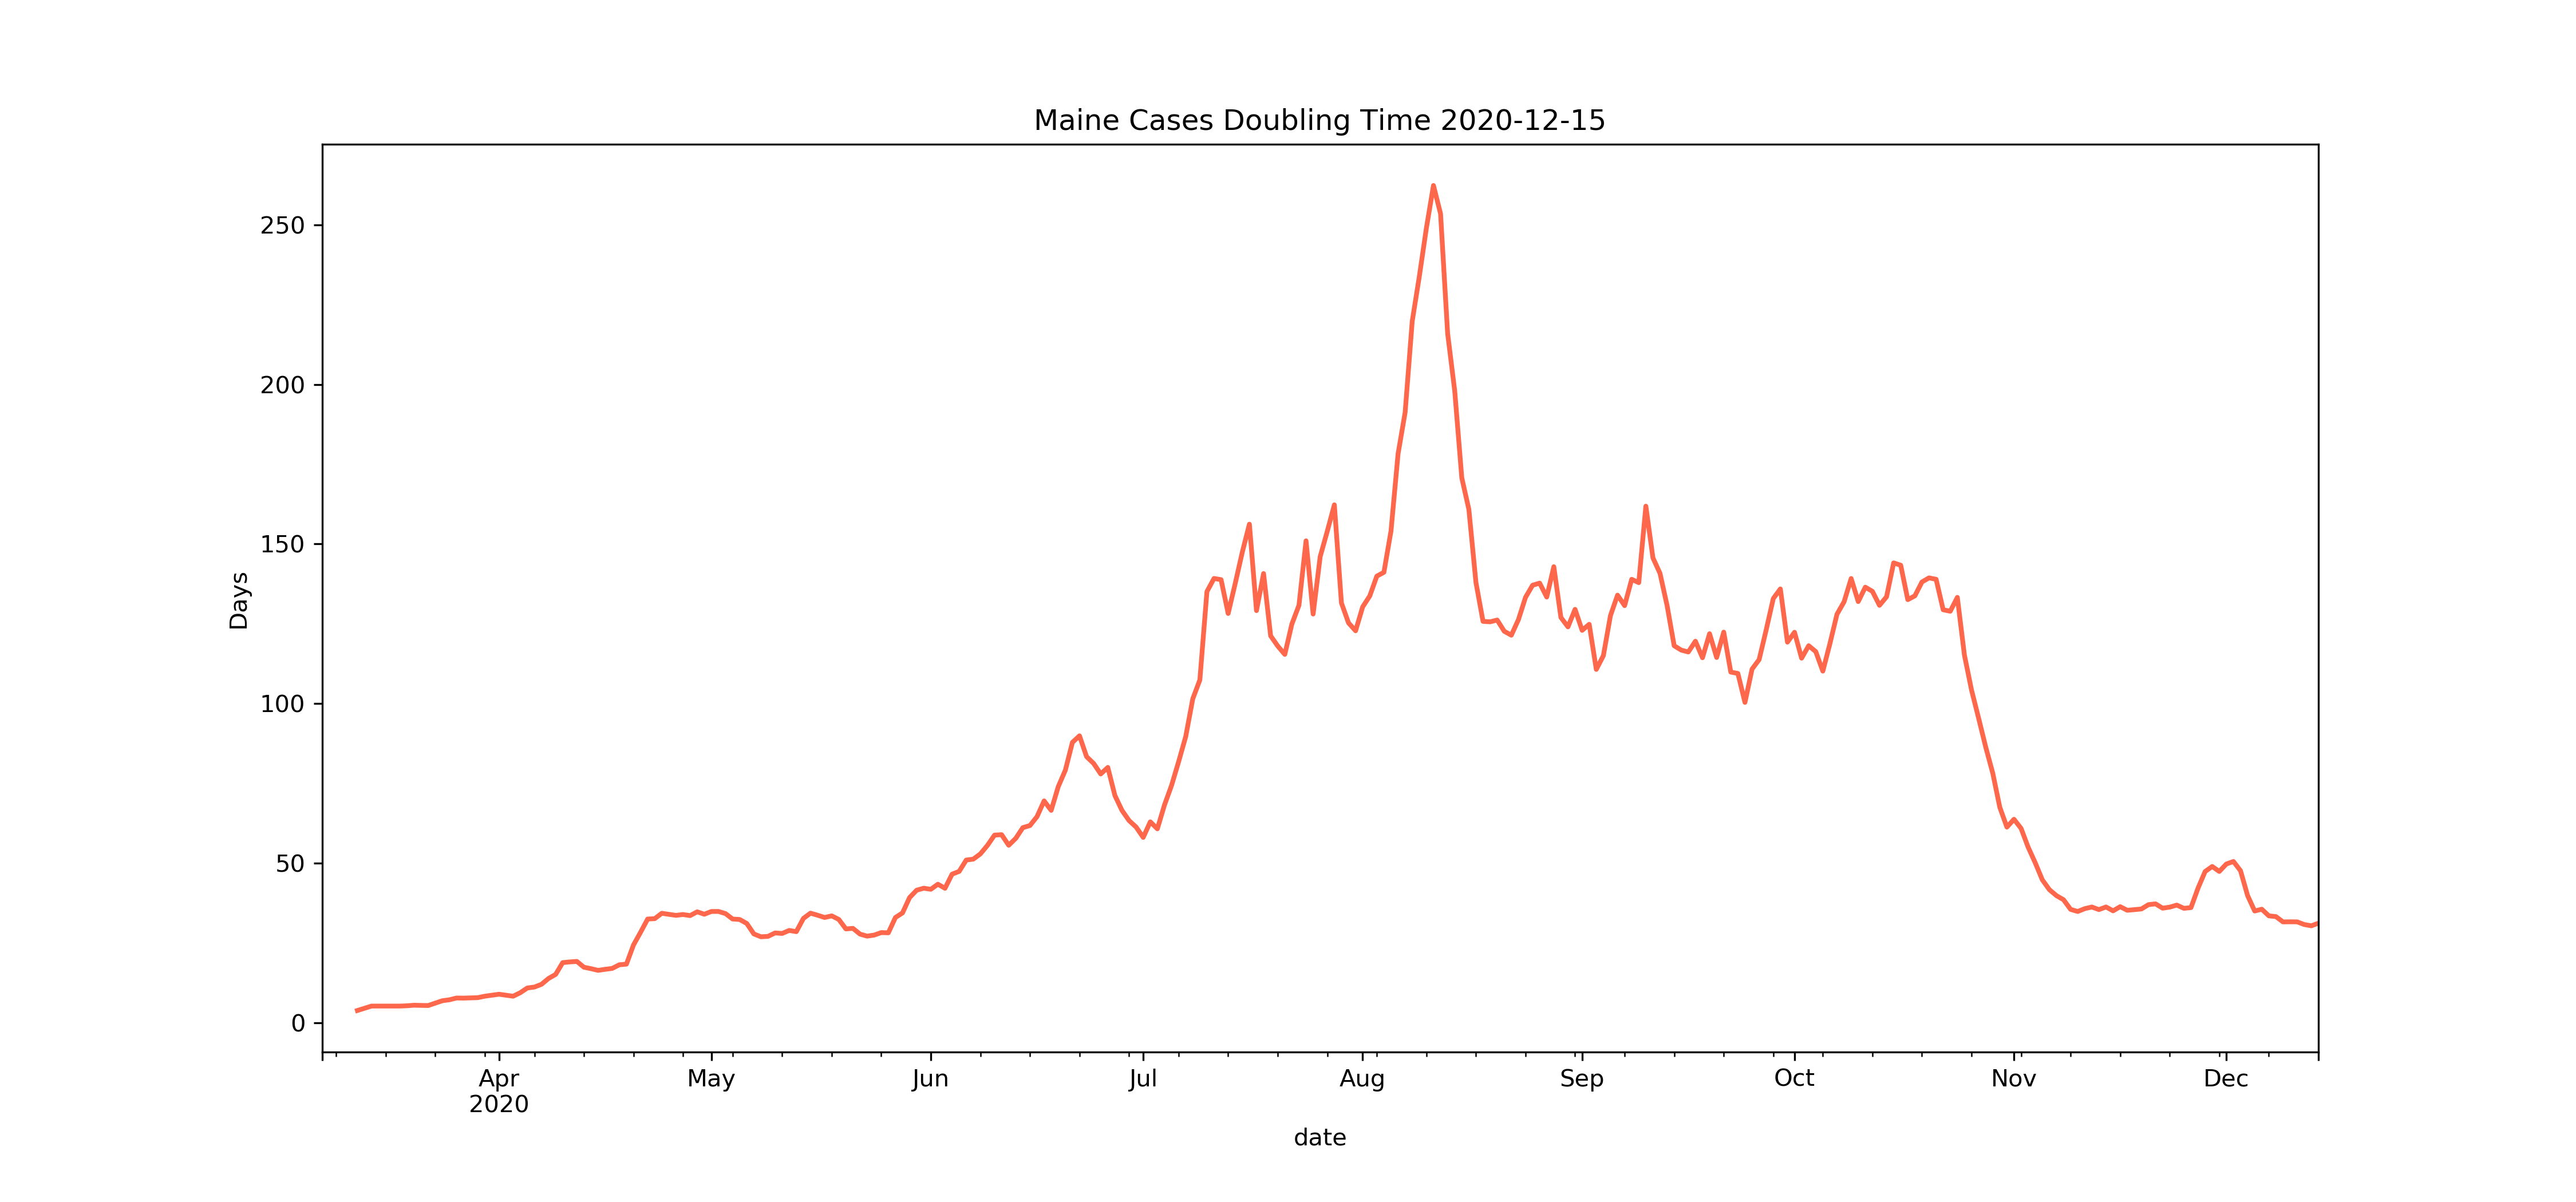 Maine Cases Doubling Time 2020-12-15
250
200
150
100
50
0
Days
Apr
2020
May
Jun
Jul
Aug
Sep
Oct
Nov
Dec
date